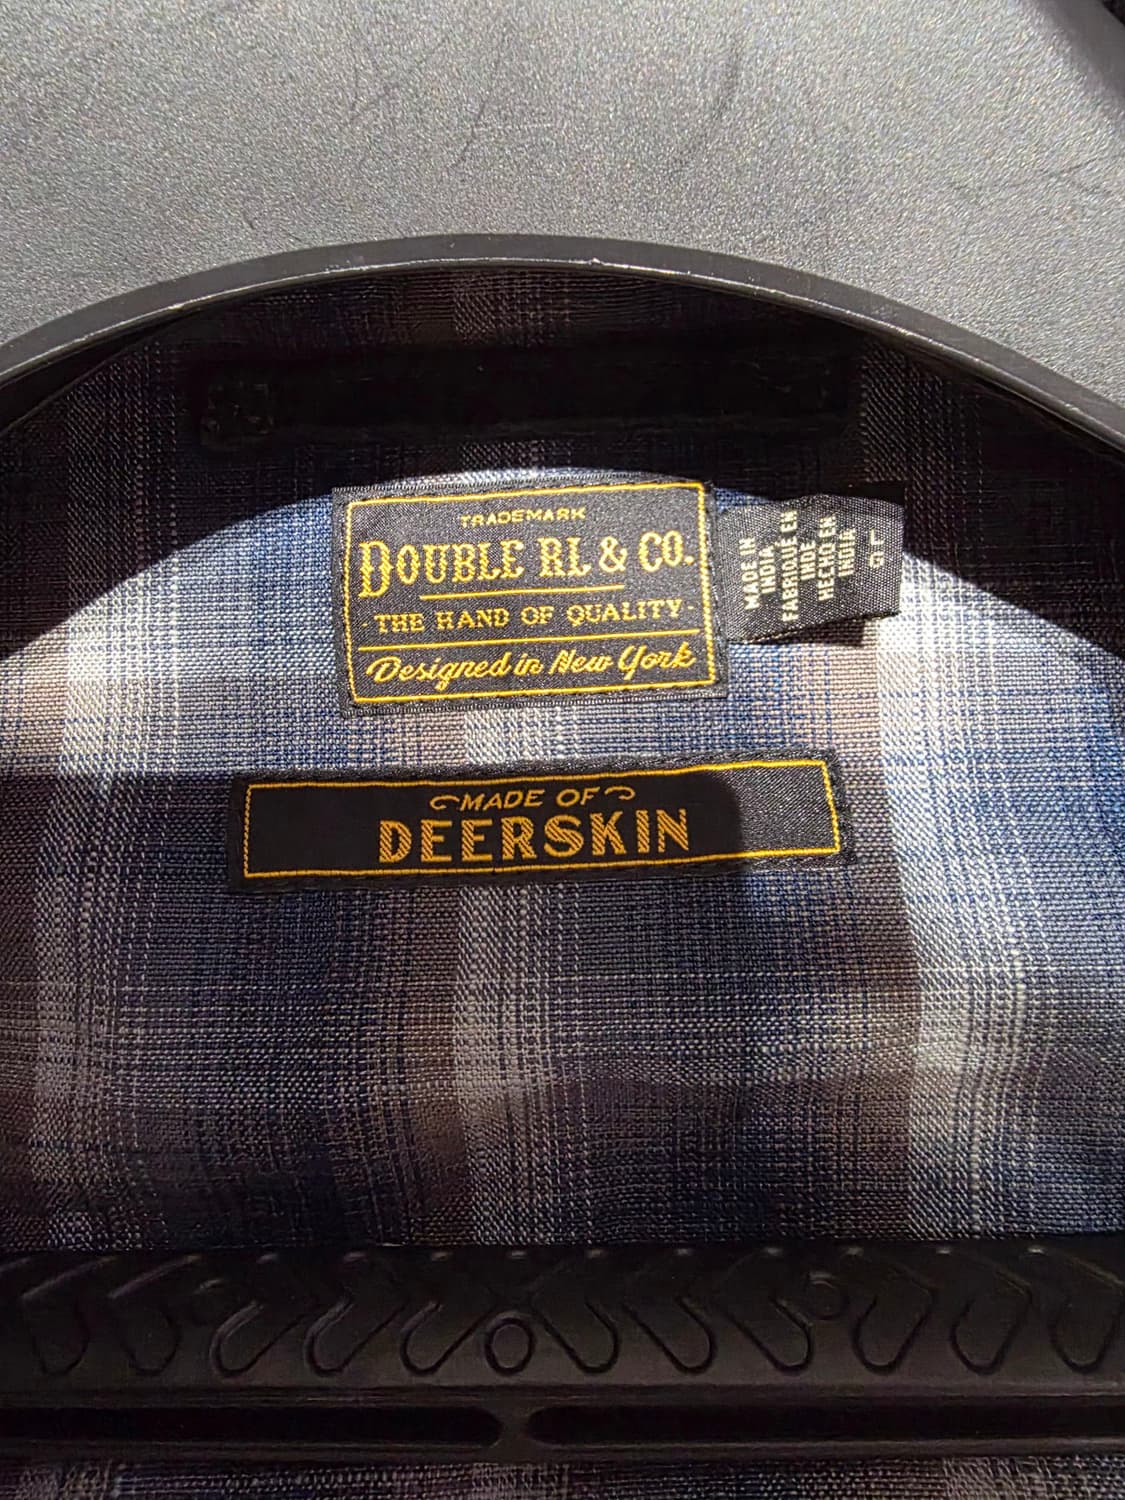 TRADEMARK
DOUBLE RL & CO.
-THE HAND OF QUALITY-
Designed in New York
MADE IN
INDIA
FABRIQUE EN
INDE
HECHO EN
INDIA
MADE OF
DEERSKIN